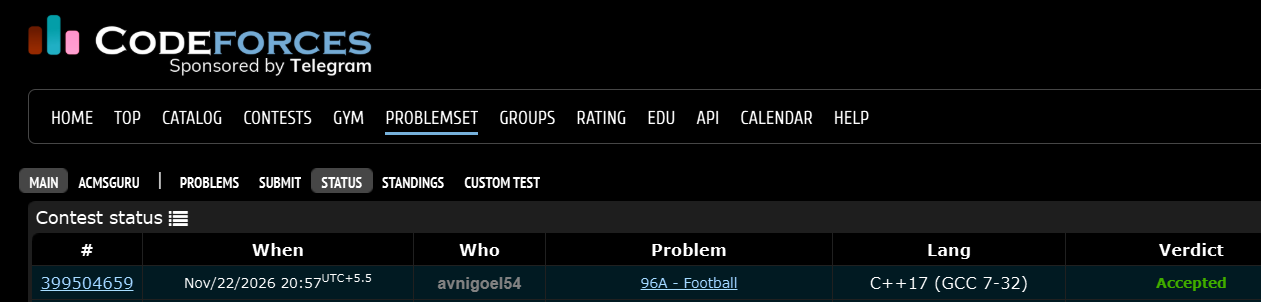 CODEFORCES
Sponsored by Telegram
HOME TOP CATALOG CONTESTS GYM PROBLEMSET GROUPS RATING EDU API CALENDAR HELP
MAIN ACMSGURU | PROBLEMS SUBMIT STATUS STANDINGS CUSTOM TEST
Contest status
# When Who Problem Lang Verdict
399504659 Nov/22/2026 20:57UTC+5.5 avnigoel54 96A - Football C++17 (GCC 7-32) Accepted